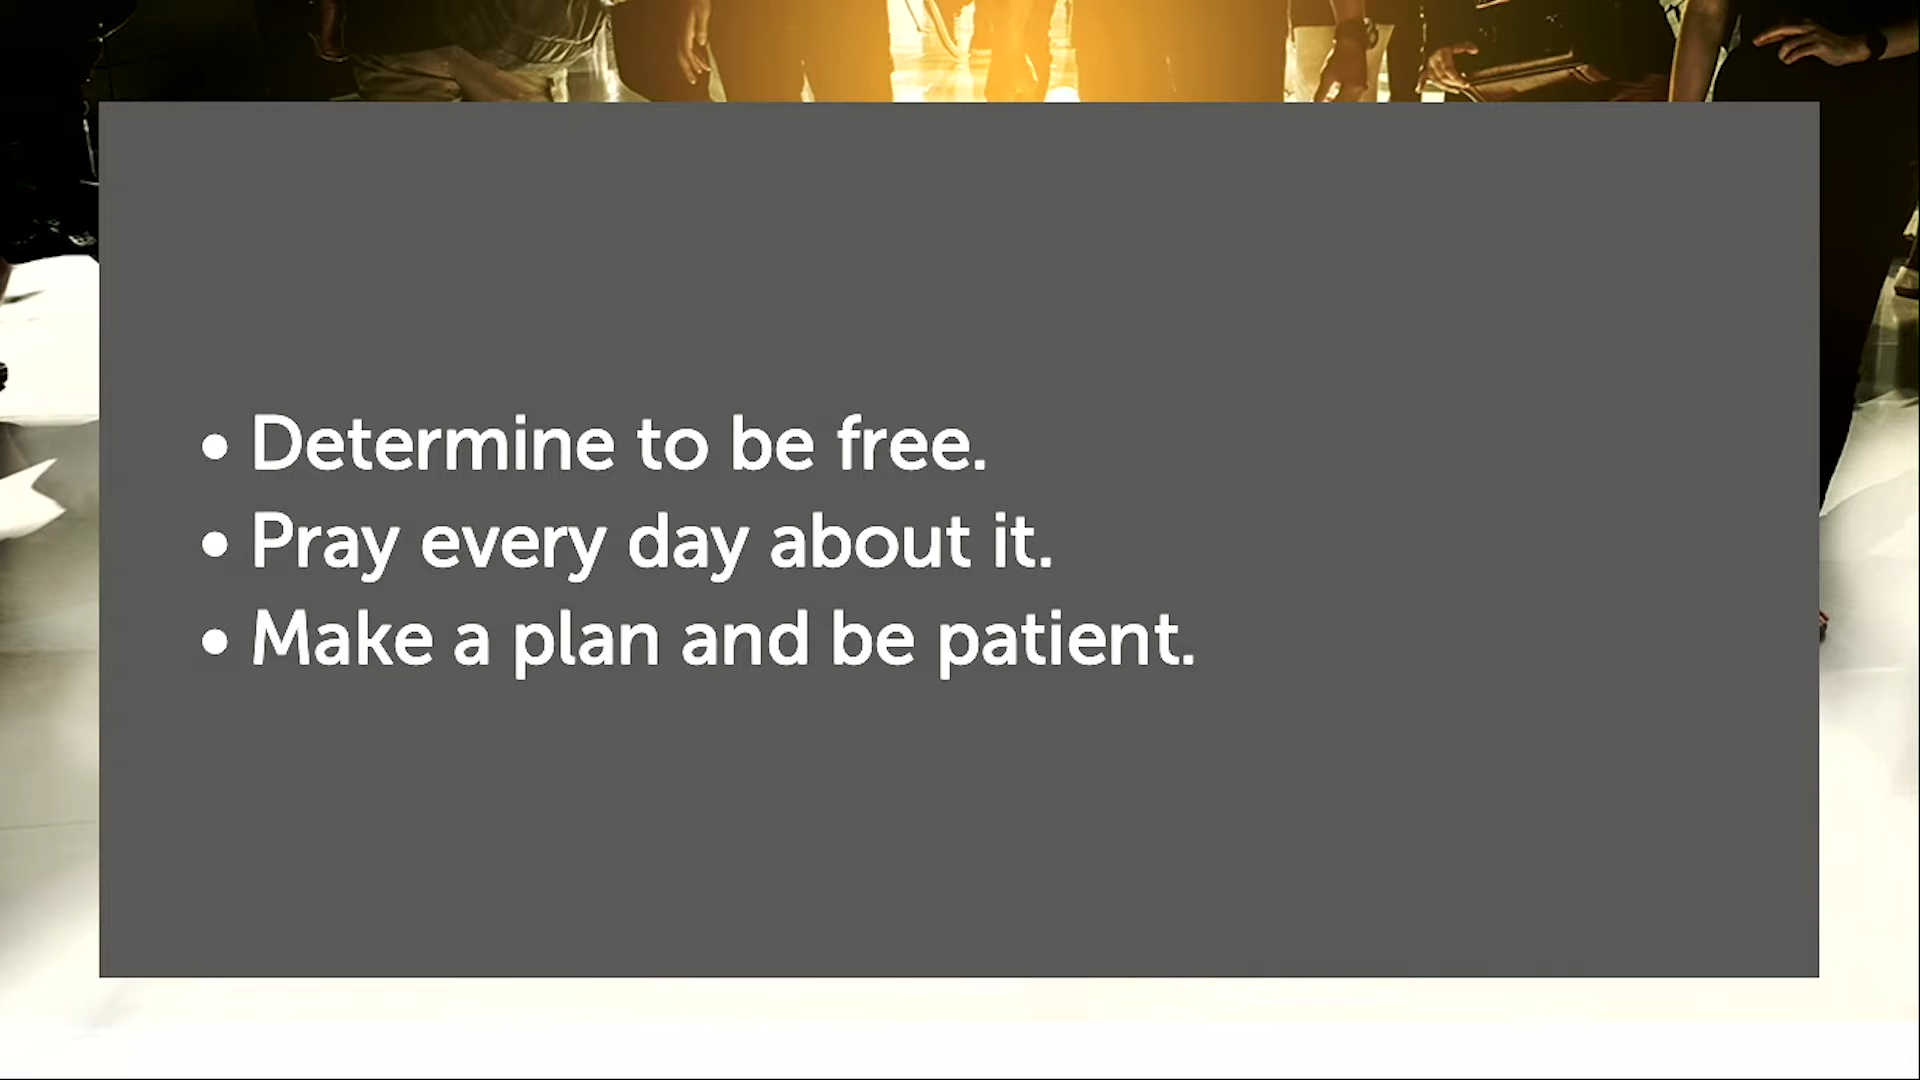 • Determine to be free.
• Pray every day about it.
• Make a plan and be patient.